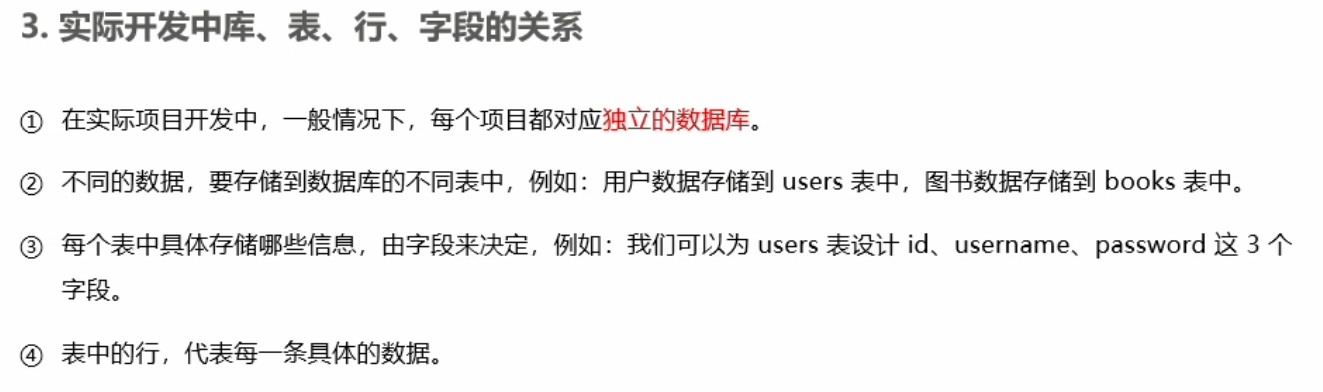 3. 实际开发中库、表、行、字段的关系
① 在实际项目开发中，一般情况下，每个项目都对应独立的数据库。
② 不同的数据，要存储到数据库的不同表中，例如：用户数据存储到 users 表中，图书数据存储到 books 表中。
③ 每个表中具体存储哪些信息，由字段来决定，例如：我们可以为 users 表设计 id、username、password 这 3 个
字段。
④ 表中的行，代表每一条具体的数据。